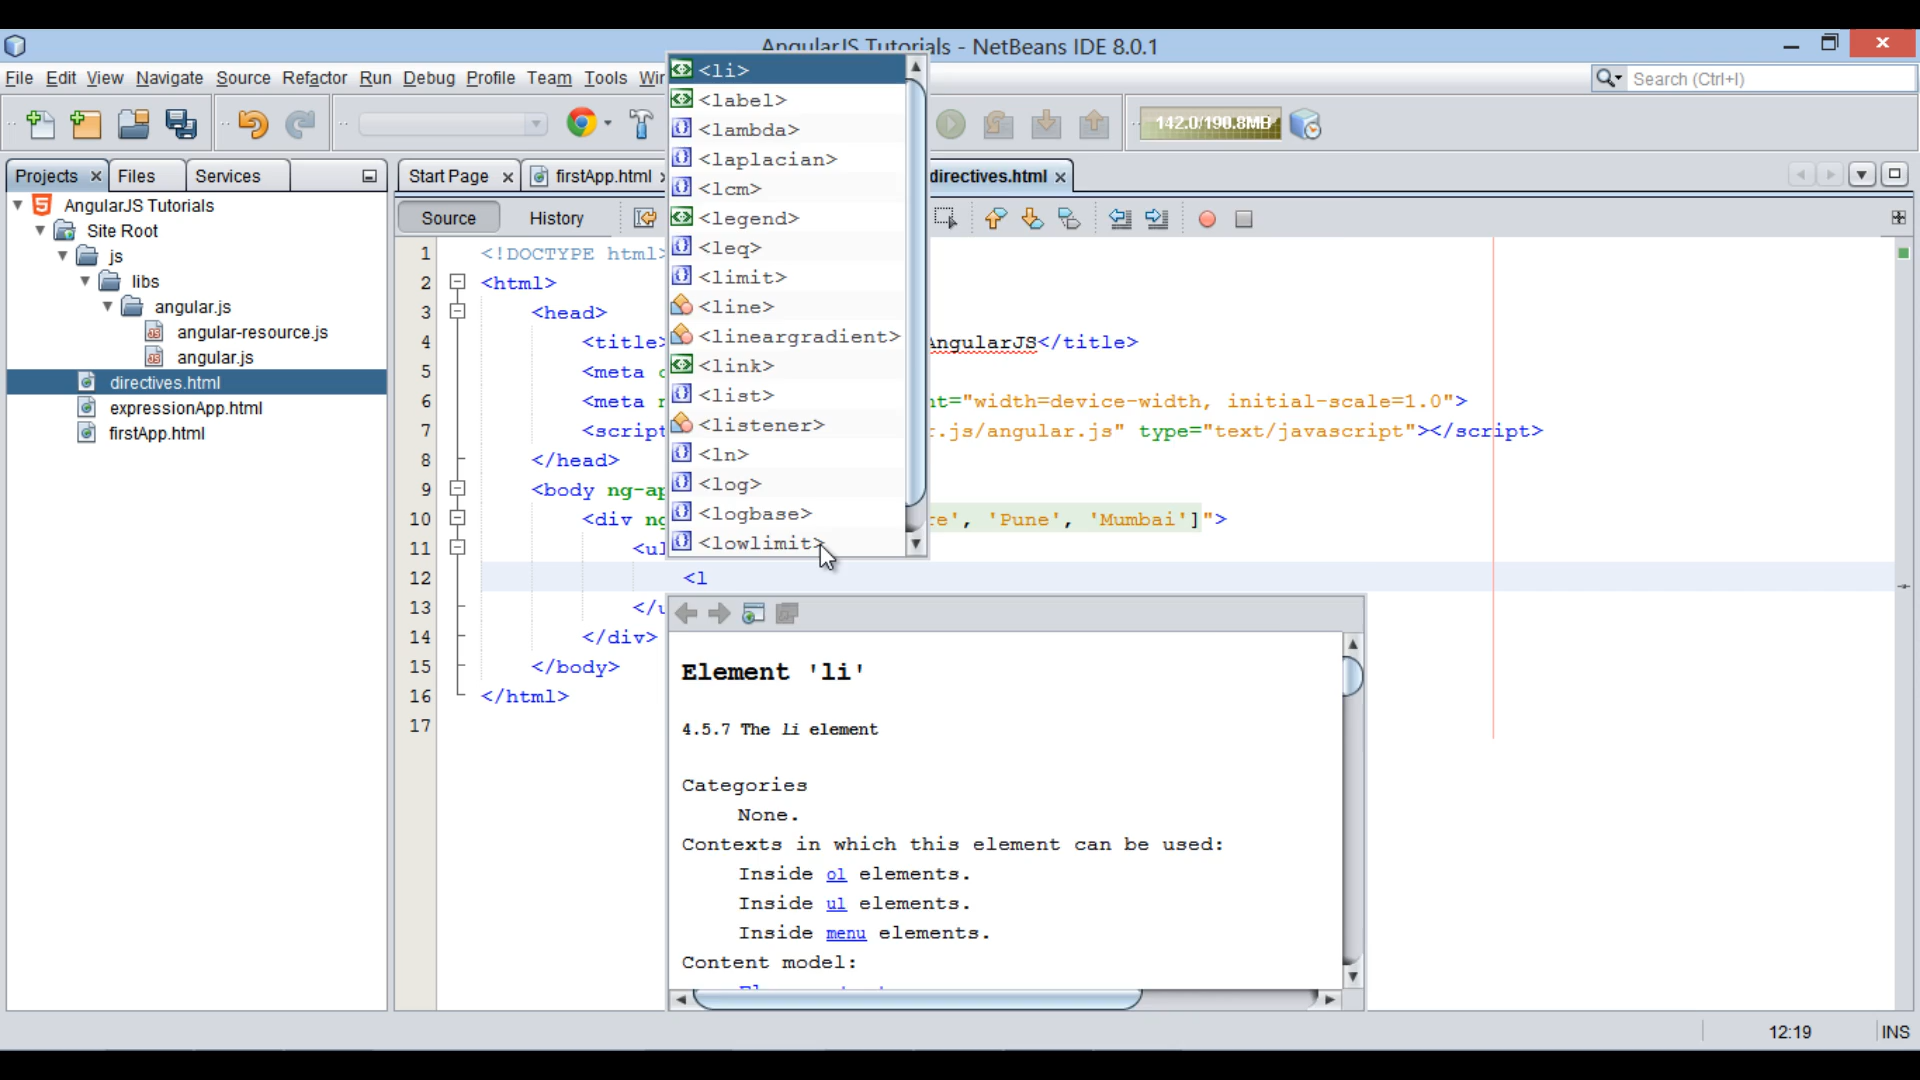 AngularJS Tutorials - NetBeans IDE 8.0.1
File Edit View Navigate Source Refactor Run Debug Profile Team Tools
Search (Ctrl+I)
142.0/190.8MB
Projects Files Services
Start Page firstApp.html directives.html
Source History
AngularJS Tutorials
Site Root
js
libs
angular.js
angular-resource.js
angular.js
directives.html
expressionApp.html
firstApp.html
<li>
<label>
<lambda>
<laplacian>
<lcm>
<legend>
<leq>
<limit>
<line>
<lineargradient>
<link>
<list>
<listener>
<ln>
<log>
<logbase>
<lowlimit>
1 <!DOCTYPE html>
2 <html>
3 <head>
4 <title> AngularJS</title>
5 <meta
6 <meta ="width=device-width, initial-scale=1.0">
7 <script .js/angular.js" type="text/javascript"></script>
8 </head>
9 <body
10 <div 'Pune', 'Mumbai']">
11 <ul
12 <l
13 </u
14 </div>
15 </body>
16 </html>
17
Element 'li'
4.5.7 The li element
Categories
None.
Contexts in which this element can be used:
Inside ol elements.
Inside ul elements.
Inside menu elements.
Content model:
12:19 INS